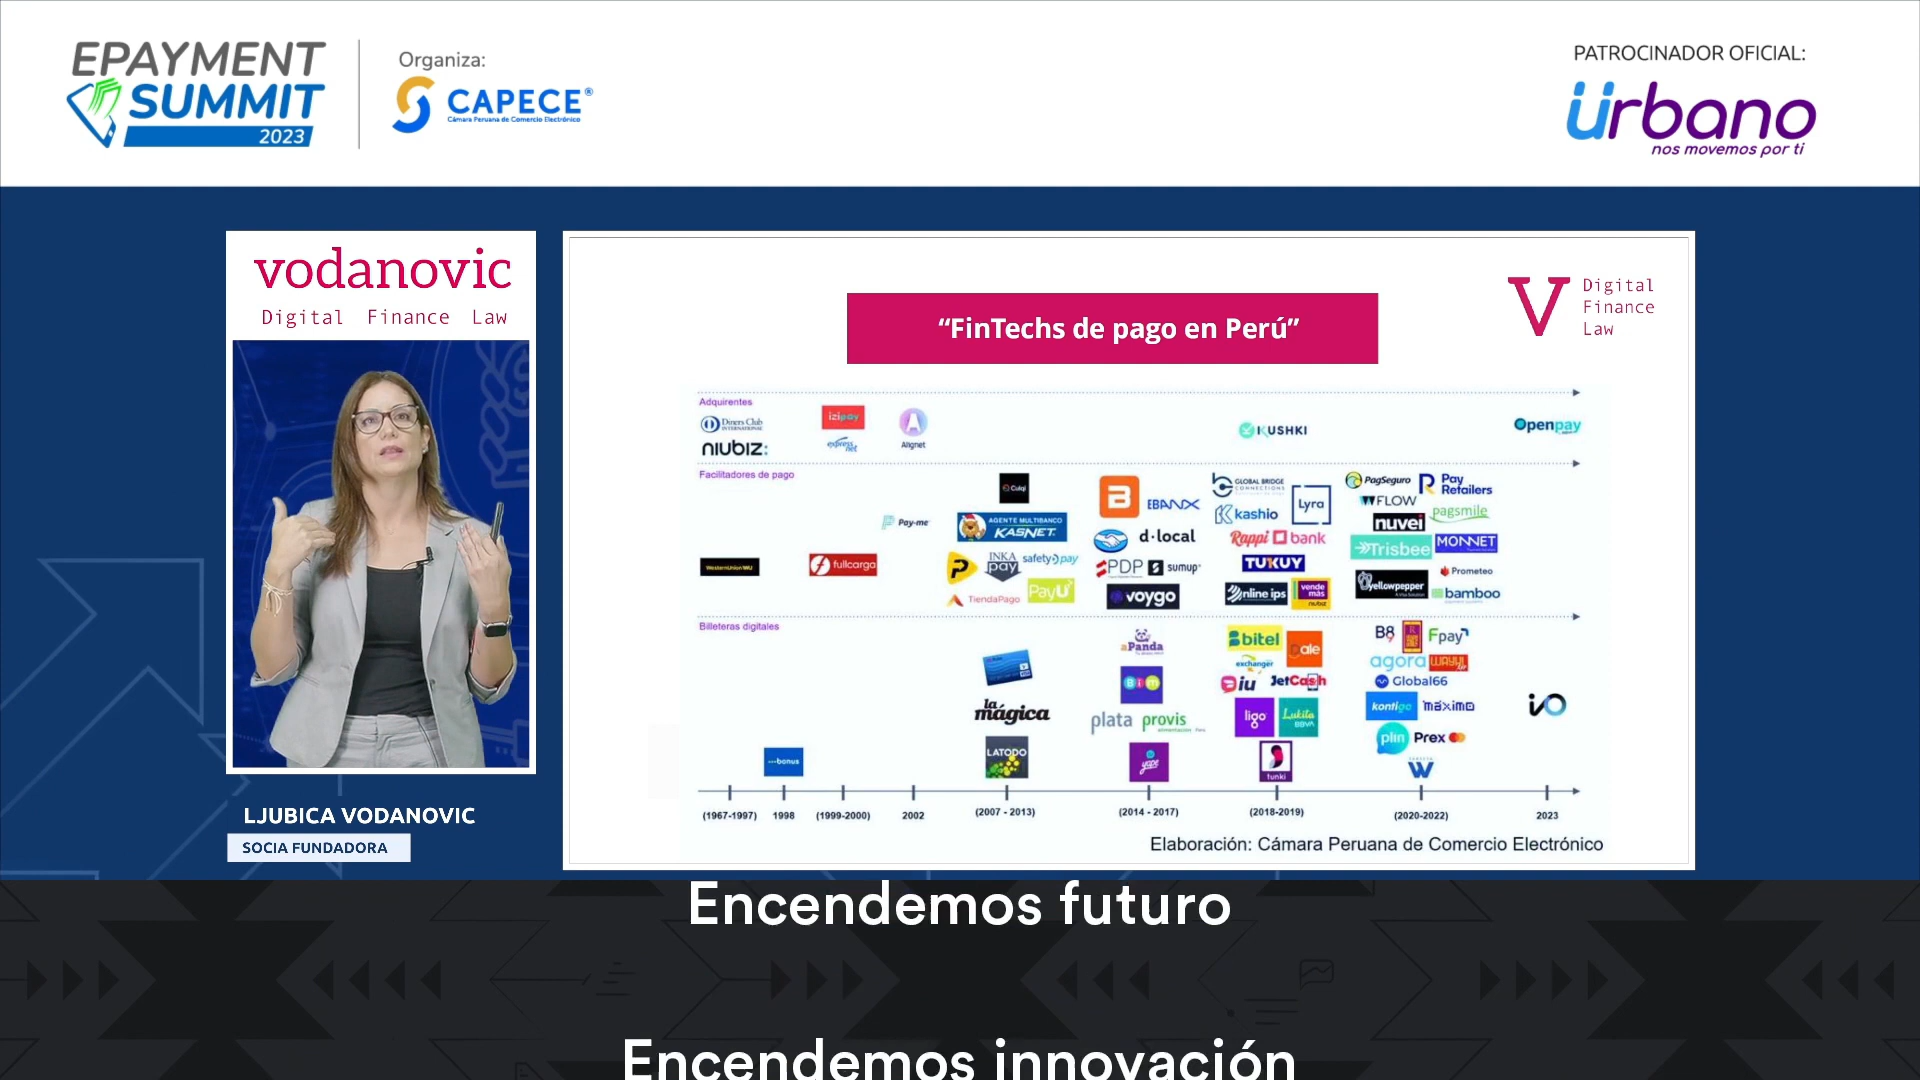 EPAYMENT
SUMMIT
2023
Organiza:
CAPECE®
Cámara Peruana de Comercio Electrónico
PATROCINADOR OFICIAL:
ürbano
nos movemos por ti
vodanovic
Digital Finance Law
LJUBICA VODANOVIC
SOCIA FUNDADORA
V Digital
Finance
Law
“FinTechs de pago en Perú”
Adquirentes
Diners Club
INTERNATIONAL
niubiz:
izipay
express
net
Alignet
KUSHKI
Openpay
Facilitadores de pago
WesternUnion WU
fullcarga
Pay-me
Culqi
AGENTE MULTIBANCO
KASNET
INKA
pay
safetypay
TiendaPago
PayU
B
EBANX
d·local
PDP
sumup
voygo
GLOBAL BRIDGE
CONNECTIONS
Kashio
Lyra
Rappi bank
TUKUY
nline ips
vende
más
niubiz
PagSeguro
Pay
Retailers
FLOW
nuvei
pagsmile
Trisbee
MONNET
yellowpepper
Prometeo
bamboo
Billeteras digitales
bonus
la
mágica
LATODO
aPanda
Bim
plata
provis
yape
bitel
ale
exchanger
iu
JetCash
ligo
Lukita
BBVA
tunki
B89
Fpay
agora
wayki
Global66
kontigo
máximo
plin
Prex
W
iO
(1967-1997)
1998
(1999-2000)
2002
(2007 - 2013)
(2014 - 2017)
(2018-2019)
(2020-2022)
2023
Elaboración: Cámara Peruana de Comercio Electrónico
Encendemos futuro
Encendemos innovación